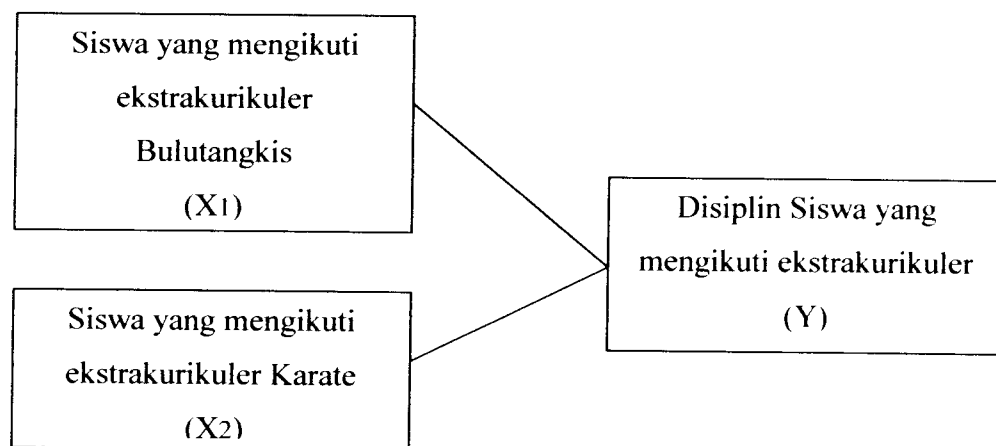 Siswa yang mengikuti
ekstrakurikuler
Bulutangkis
(X1)
Siswa yang mengikuti
ekstrakurikuler Karate
(X2)
Disiplin Siswa yang
mengikuti ekstrakurikuler
(Y)